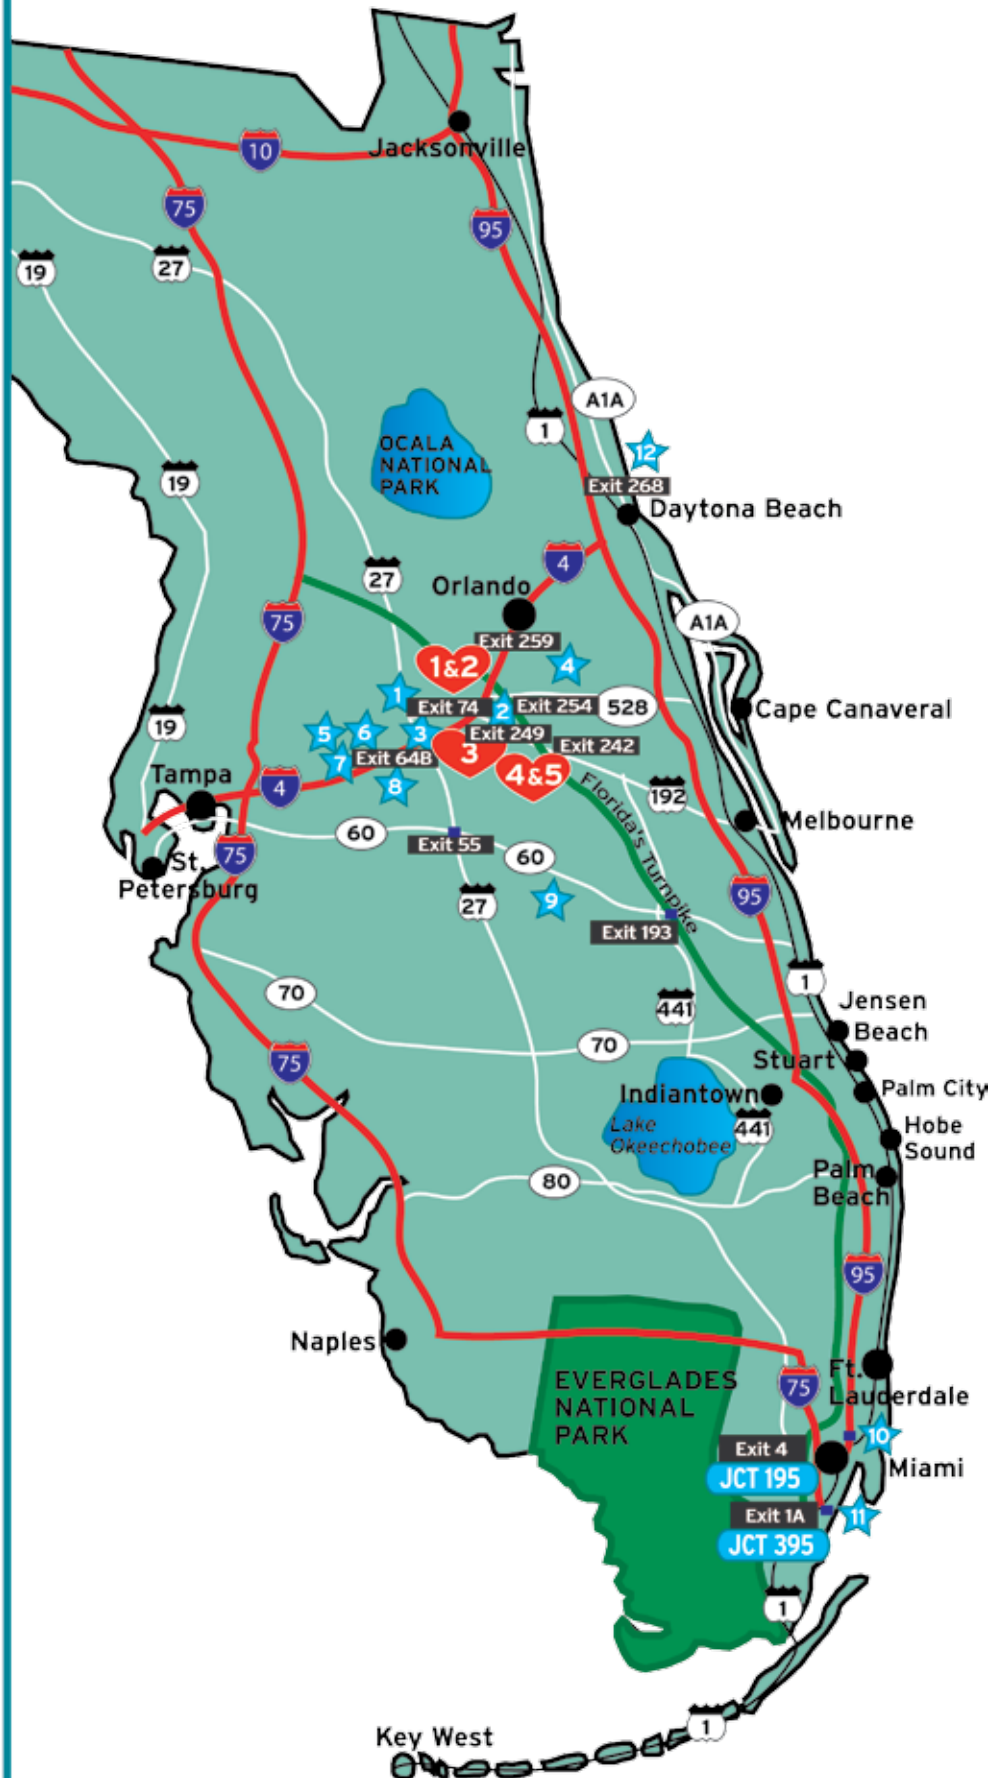 Jacksonville
10
75
95
19
27
A1A
1
OCALA
NATIONAL
PARK
12
Exit 268
19
Daytona Beach
4
27
Orlando
75
A1A
Exit 259
1&2
4
1
Exit 74
2
Exit 254
528
Cape Canaveral
19
5
6
3
Exit 249
3
Exit 242
7
Exit 64B
Tampa
4
8
4&5
Florida's Turnpike
192
Melbourne
60
75
Exit 55
60
St.
Petersburg
27
9
95
Exit 193
70
1
441
Jensen
Beach
70
75
Stuart
Indiantown
Palm City
Lake
Okeechobee
441
Hobe
Sound
80
Palm
Beach
95
Naples
75
Ft.
Lauderdale
EVERGLADES
NATIONAL
PARK
10
Exit 4
JCT 195
Miami
Exit 1A
11
JCT 395
1
1
Key West